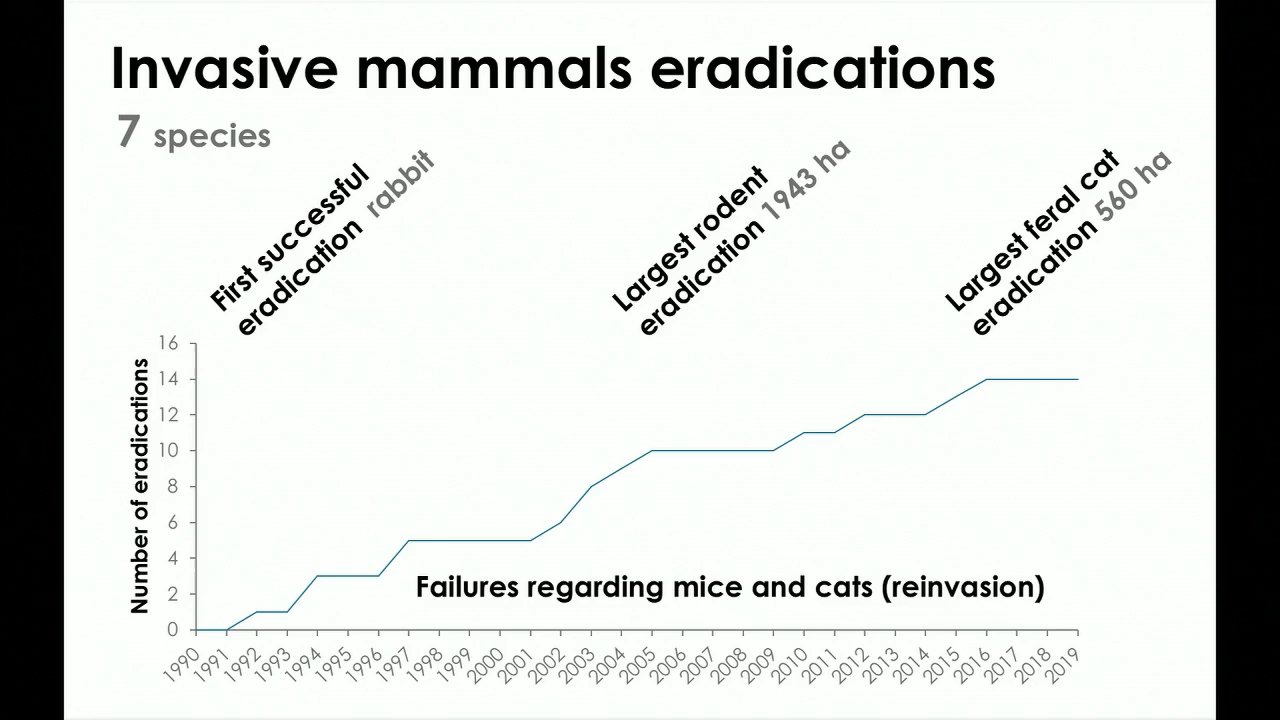 Invasive mammals eradications
7 species
First successful
eradication rabbit
Largest rodent
eradication 1943 ha
Largest feral cat
eradication 560 ha
Number of eradications
16
14
12
10
8
6
4
2
0
Failures regarding mice and cats (reinvasion)
1990 1991 1992 1993 1994 1995 1996 1997 1998 1999 2000 2001 2002 2003 2004 2005 2006 2007 2008 2009 2010 2011 2012 2013 2014 2015 2016 2017 2018 2019